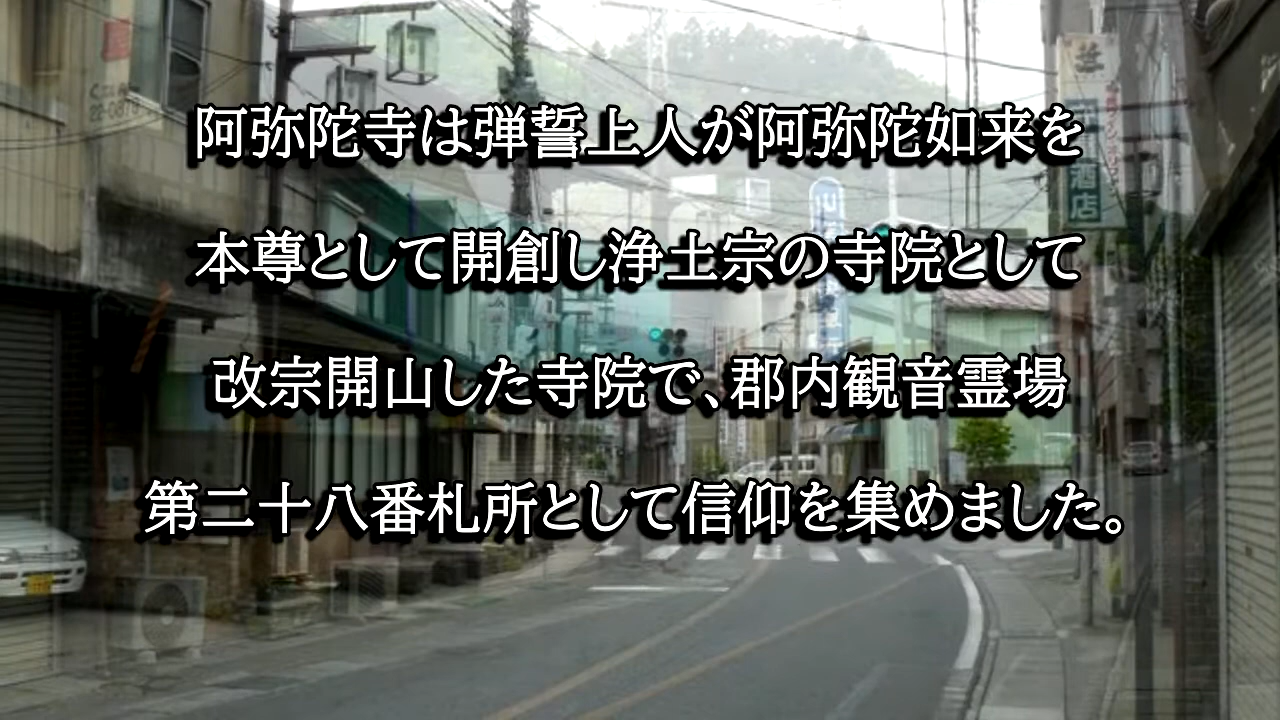 阿弥陀寺は弾誓上人が阿弥陀如来を
本尊として開創し浄土宗の寺院として
改宗開山した寺院で、郡内観音霊場
第二十八番札所として信仰を集めました。
酒店